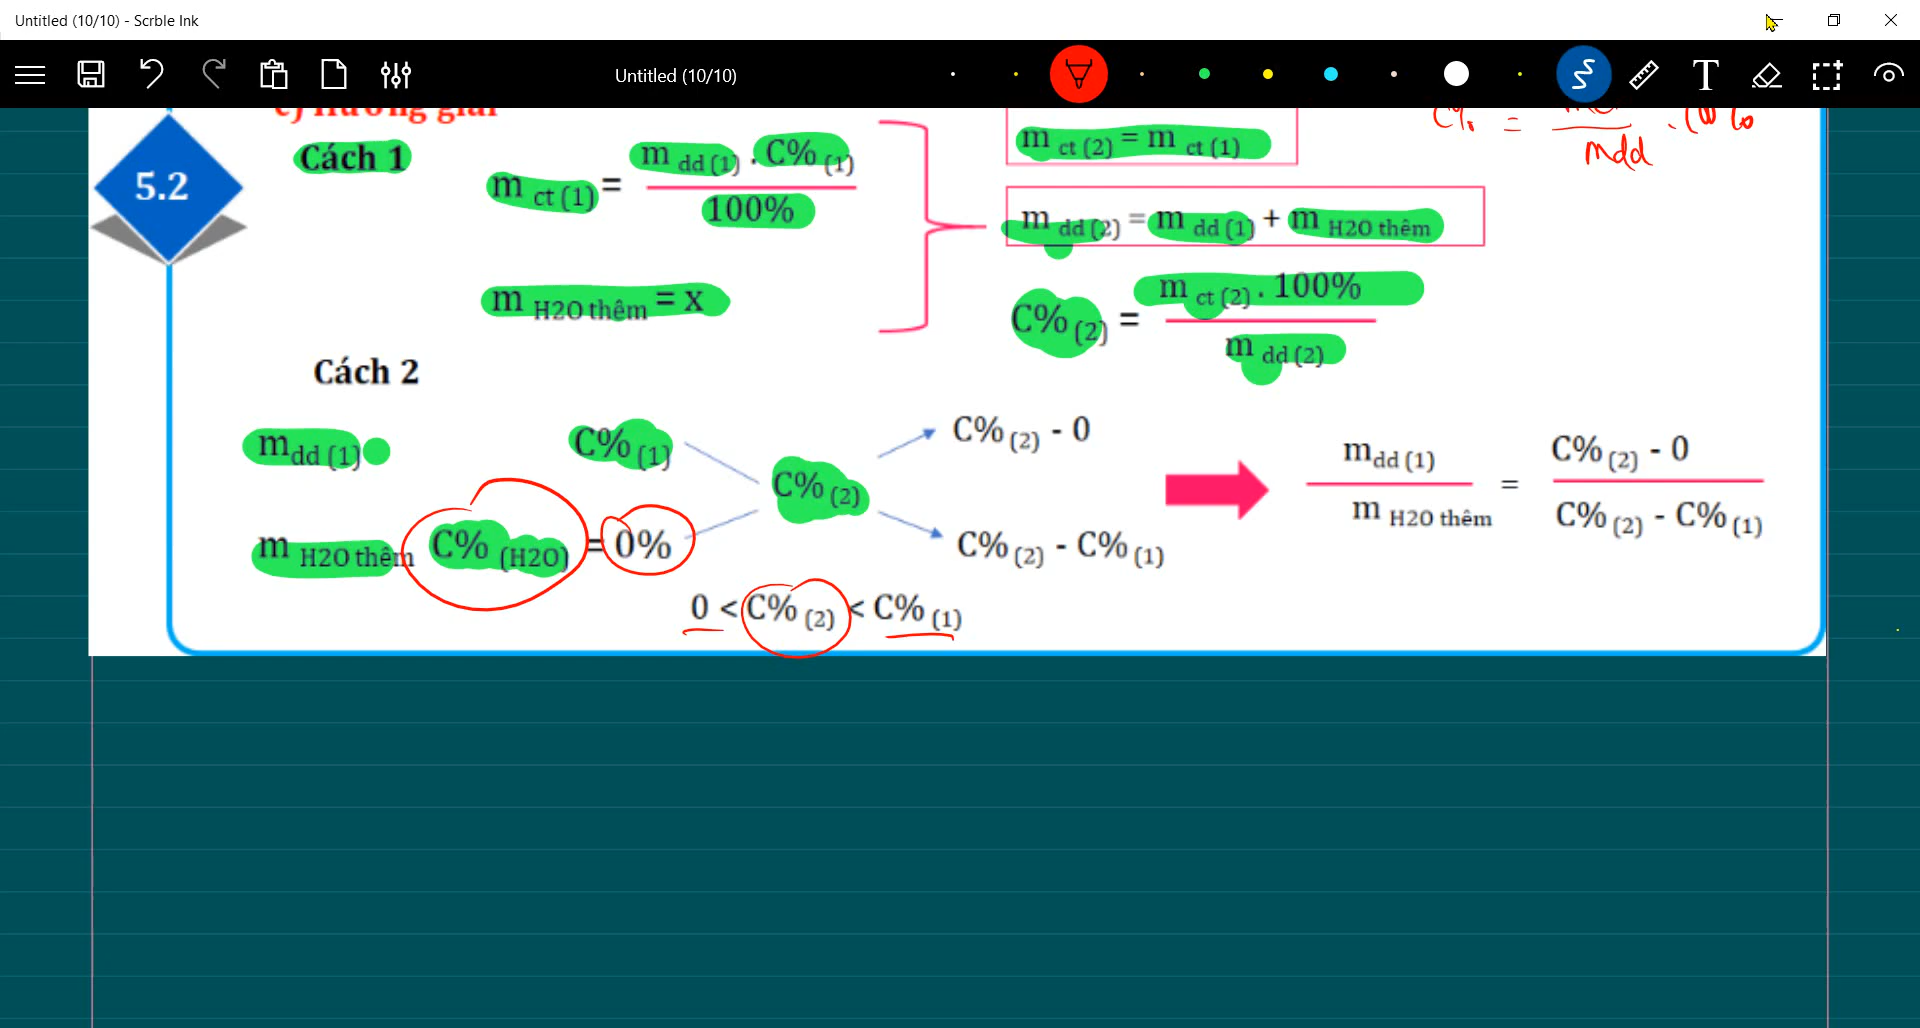 Untitled (10/10) - Scrble Ink
Untitled (10/10)
T
c) Hướng giải
5.2
Cách 1
m ct (1) = m dd (1) . C% (1) / 100%
m H2O thêm = x
m ct (2) = m ct (1)
m dd (2) = m dd (1) + m H2O thêm
C% (2) = m ct (2) . 100% / m dd (2)
C% = / mdd
Cách 2
m dd (1) C% (1)
C% (2)
m H2O thêm C% (H2O) = 0%
C% (2) - 0
C% (2) - C% (1)
m dd (1) / m H2O thêm = C% (2) - 0 / C% (2) - C% (1)
0 < C% (2) < C% (1)